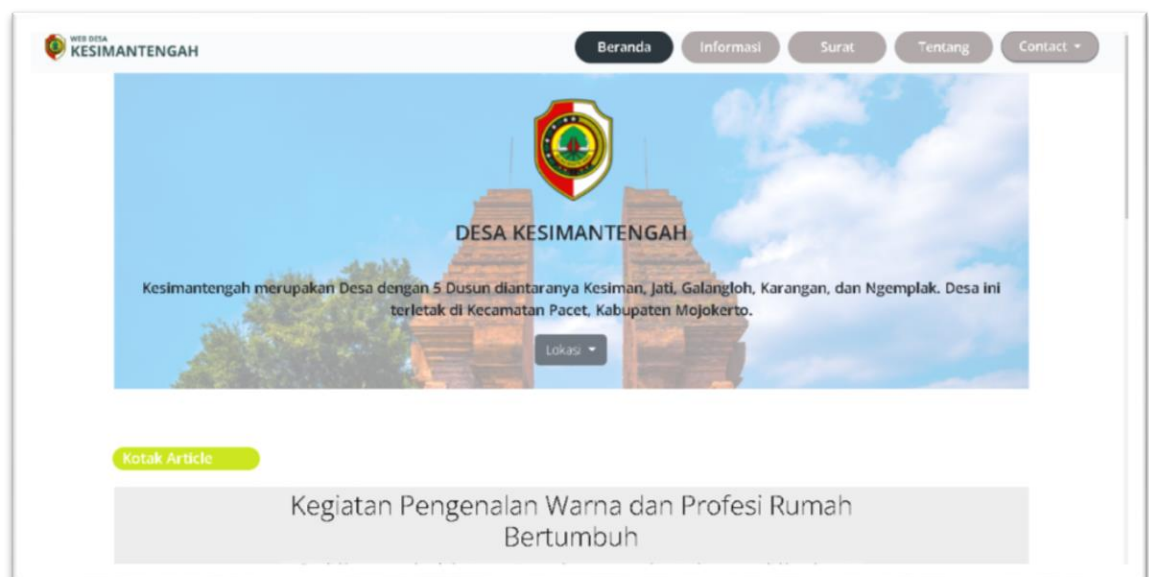 WEB DESA
KESIMANTENGAH
Beranda
Informasi
Surat
Tentang
Contact
DESA KESIMANTENGAH
Kesimantengah merupakan Desa dengan 5 Dusun diantaranya Kesiman, Jati, Galangloh, Karangan, dan Ngemplak. Desa ini
terletak di Kecamatan Pacet, Kabupaten Mojokerto.
Lokasi
Kotak Article
Kegiatan Pengenalan Warna dan Profesi Rumah
Bertumbuh